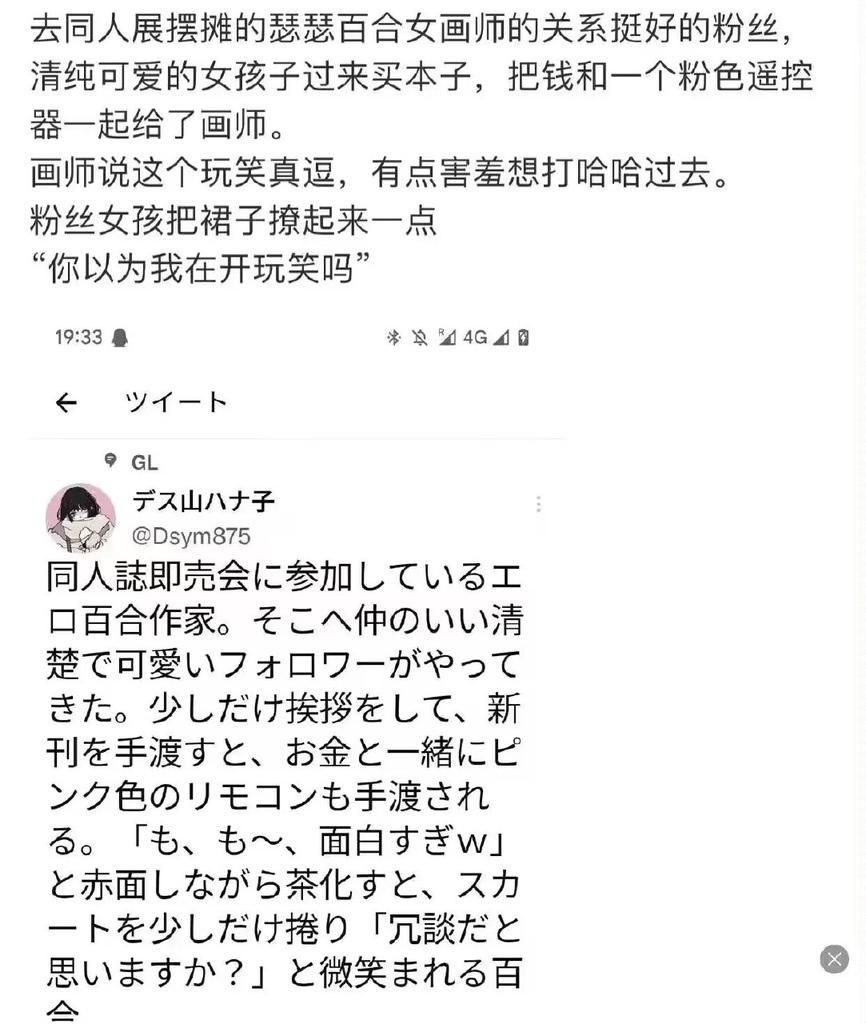 去同人展摆摊的瑟瑟百合女画师的关系挺好的粉丝，
清纯可爱的女孩子过来买本子，把钱和一个粉色遥控
器一起给了画师。
画师说这个玩笑真逗，有点害羞想打哈哈过去。
粉丝女孩把裙子撩起来一点
“你以为我在开玩笑吗”
19:33 R 4G
ツイート
GL
デス山ハナ子
@Dsym875
同人誌即売会に参加しているエ
ロ百合作家。そこへ仲のいい清
楚で可愛いフォロワーがやって
きた。少しだけ挨拶をして、新
刊を手渡すと、お金と一緒にピ
ンク色のリモコンも手渡され
る。「も、も〜、面白すぎｗ」
と赤面しながら茶化すと、スカ
ートを少しだけ捲り「冗談だと
思いますか？」と微笑まれる百
合